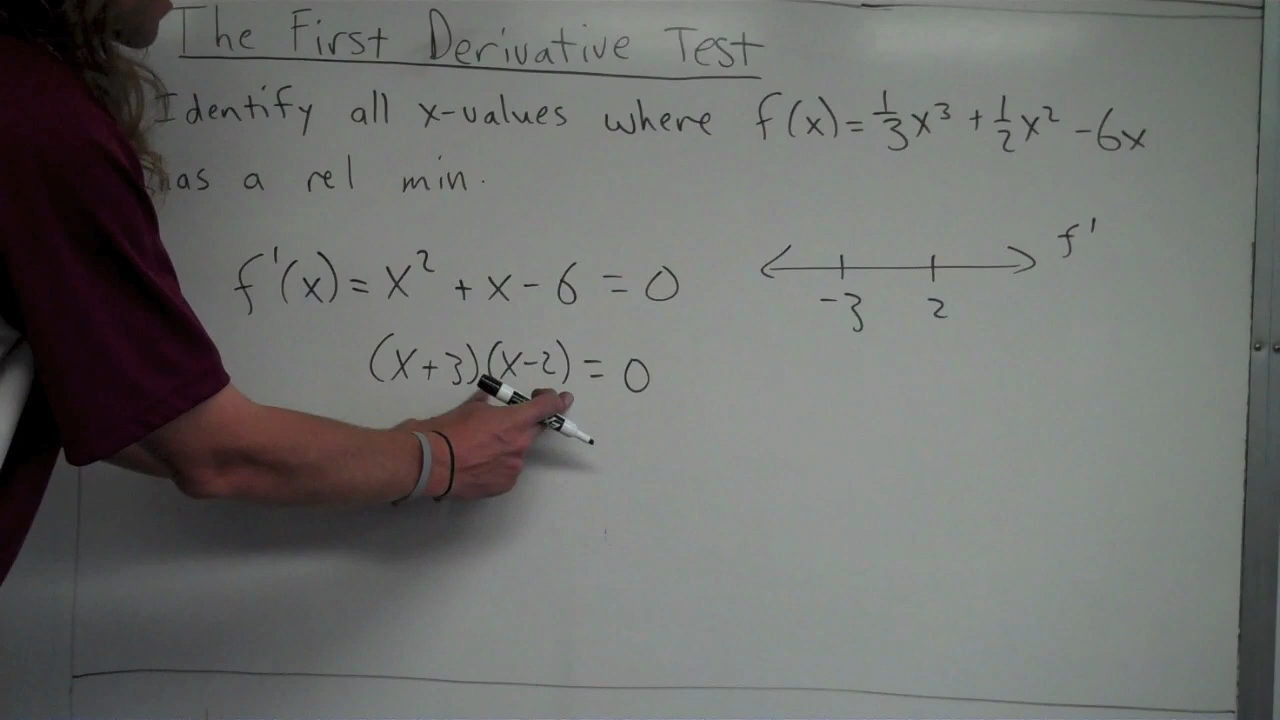 The First Derivative Test
Identify all x-values where f(x)=⅓x³+½x²-6x
has a rel min.
f'(x)=x²+x-6=0
(x+3)(x-2)=0
f'
-3 2